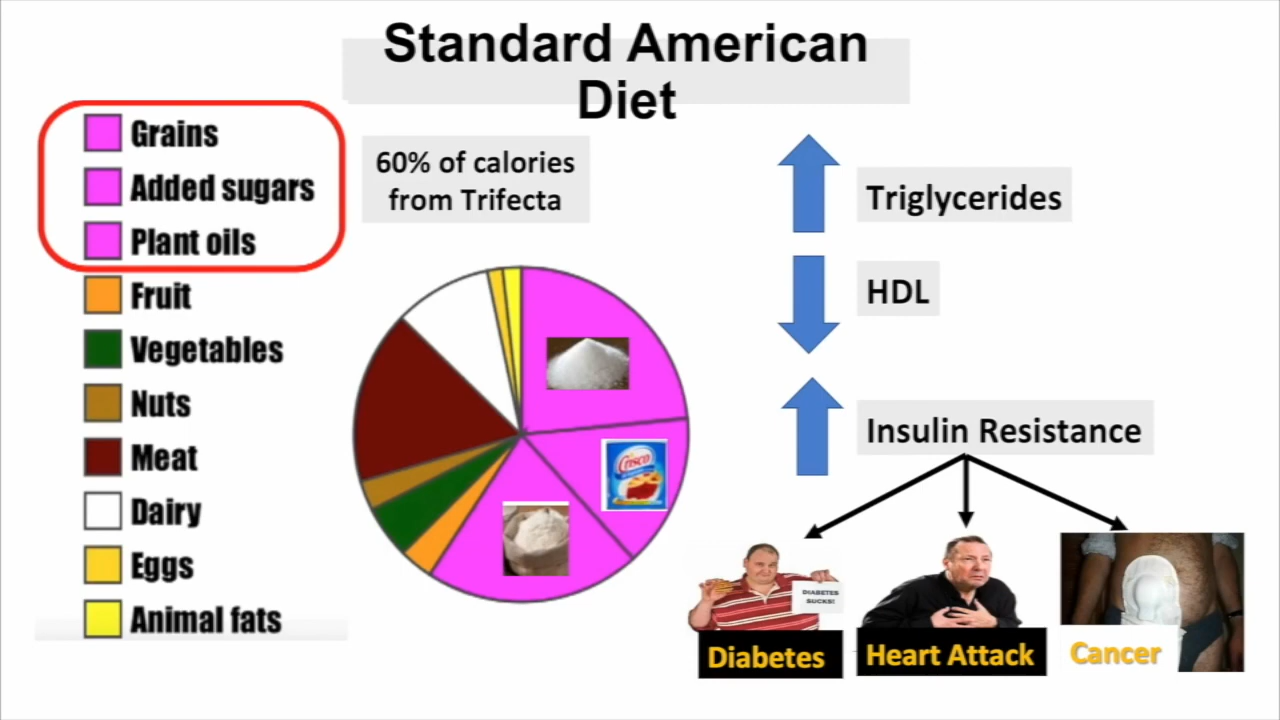 Standard American
Diet
Grains
Added sugars
Plant oils
Fruit
Vegetables
Nuts
Meat
Dairy
Eggs
Animal fats
60% of calories
from Trifecta
Crisco
Triglycerides
HDL
Insulin Resistance
DIABETES
SUCKS!
Diabetes
Heart Attack
Cancer